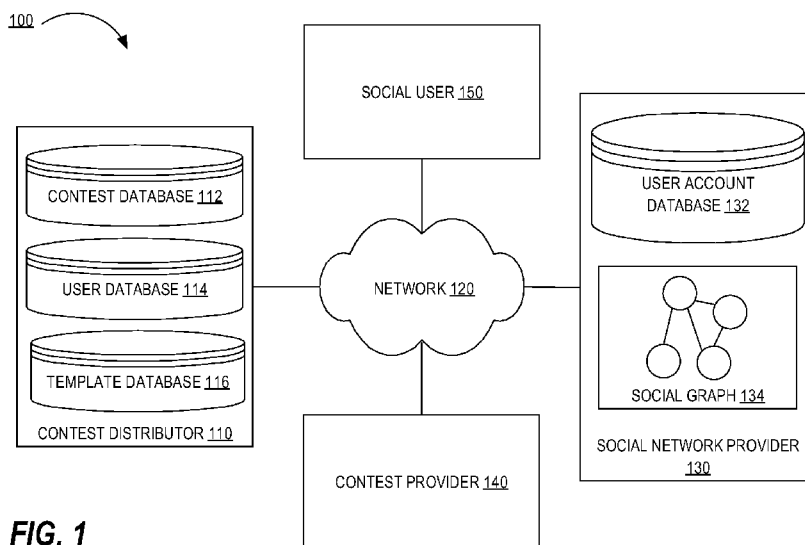 100
SOCIAL USER 150
CONTEST DATABASE 112
USER DATABASE 114
TEMPLATE DATABASE 116
CONTEST DISTRIBUTOR 110
NETWORK 120
USER ACCOUNT
DATABASE 132
SOCIAL GRAPH 134
SOCIAL NETWORK PROVIDER
130
CONTEST PROVIDER 140
FIG. 1